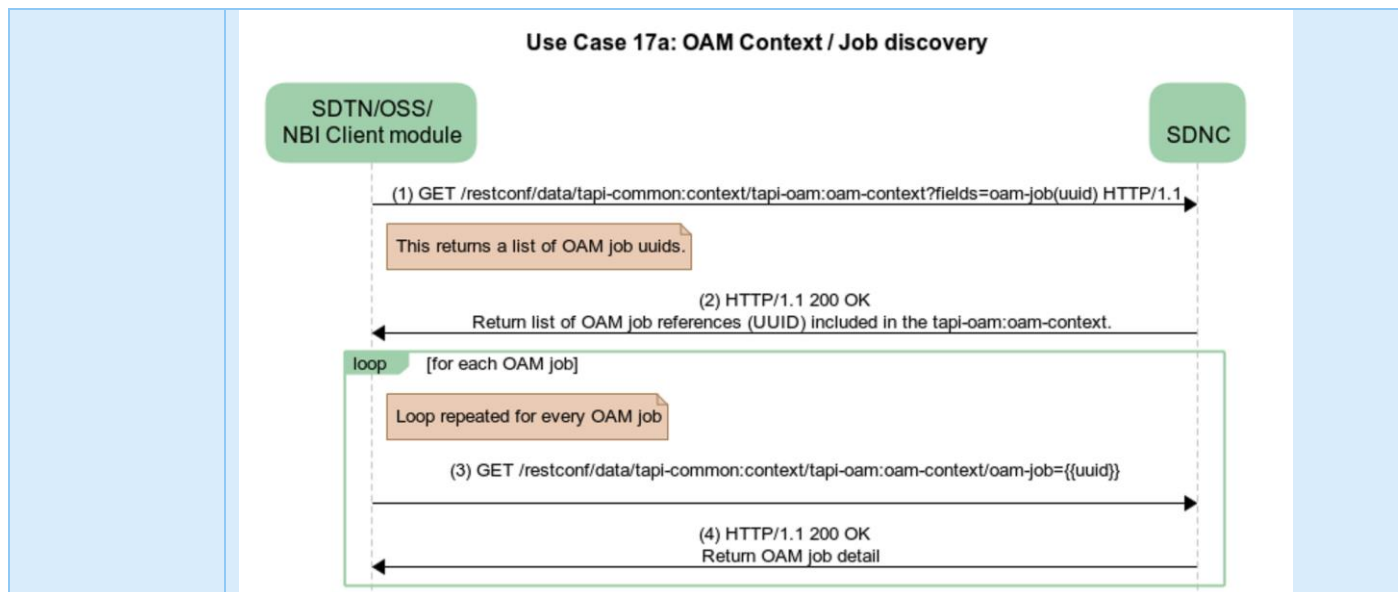 Use Case 17a: OAM Context / Job discovery
SDTN/OSS/
NBI Client module
SDNC
(1) GET /restconf/data/tapi-common:context/tapi-oam:oam-context?fields=oam-job(uuid) HTTP/1.1
This returns a list of OAM job uuids.
(2) HTTP/1.1 200 OK
Return list of OAM job references (UUID) included in the tapi-oam:oam-context.
loop [for each OAM job]
Loop repeated for every OAM job
(3) GET /restconf/data/tapi-common:context/tapi-oam:oam-context/oam-job={{uuid}}
(4) HTTP/1.1 200 OK
Return OAM job detail